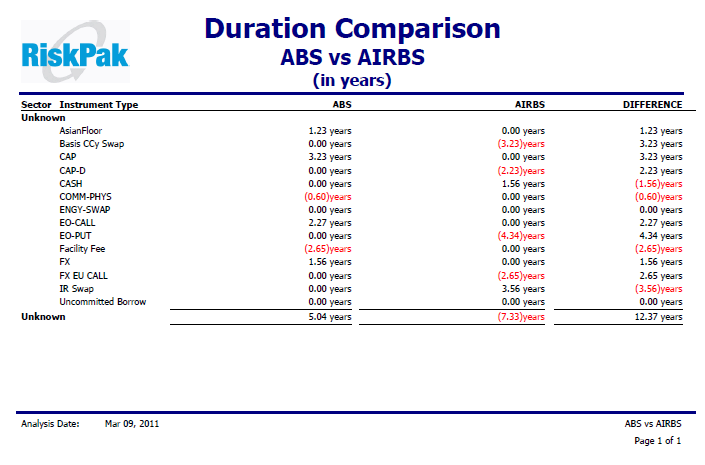 RiskPak
Duration Comparison
ABS vs AIRBS
(in years)
Sector Instrument Type ABS AIRBS DIFFERENCE
Unknown
AsianFloor 1.23 years 0.00 years 1.23 years
Basis CCy Swap 0.00 years (3.23)years 3.23 years
CAP 3.23 years 0.00 years 3.23 years
CAP-D 0.00 years (2.23)years 2.23 years
CASH 0.00 years 1.56 years (1.56)years
COMM-PHYS (0.60)years 0.00 years (0.60)years
ENGY-SWAP 0.00 years 0.00 years 0.00 years
EO-CALL 2.27 years 0.00 years 2.27 years
EO-PUT 0.00 years (4.34)years 4.34 years
Facility Fee (2.65)years 0.00 years (2.65)years
FX 1.56 years 0.00 years 1.56 years
FX EU CALL 0.00 years (2.65)years 2.65 years
IR Swap 0.00 years 3.56 years (3.56)years
Uncommitted Borrow 0.00 years 0.00 years 0.00 years
Unknown 5.04 years (7.33)years 12.37 years
Analysis Date: Mar 09, 2011 ABS vs AIRBS
Page 1 of 1